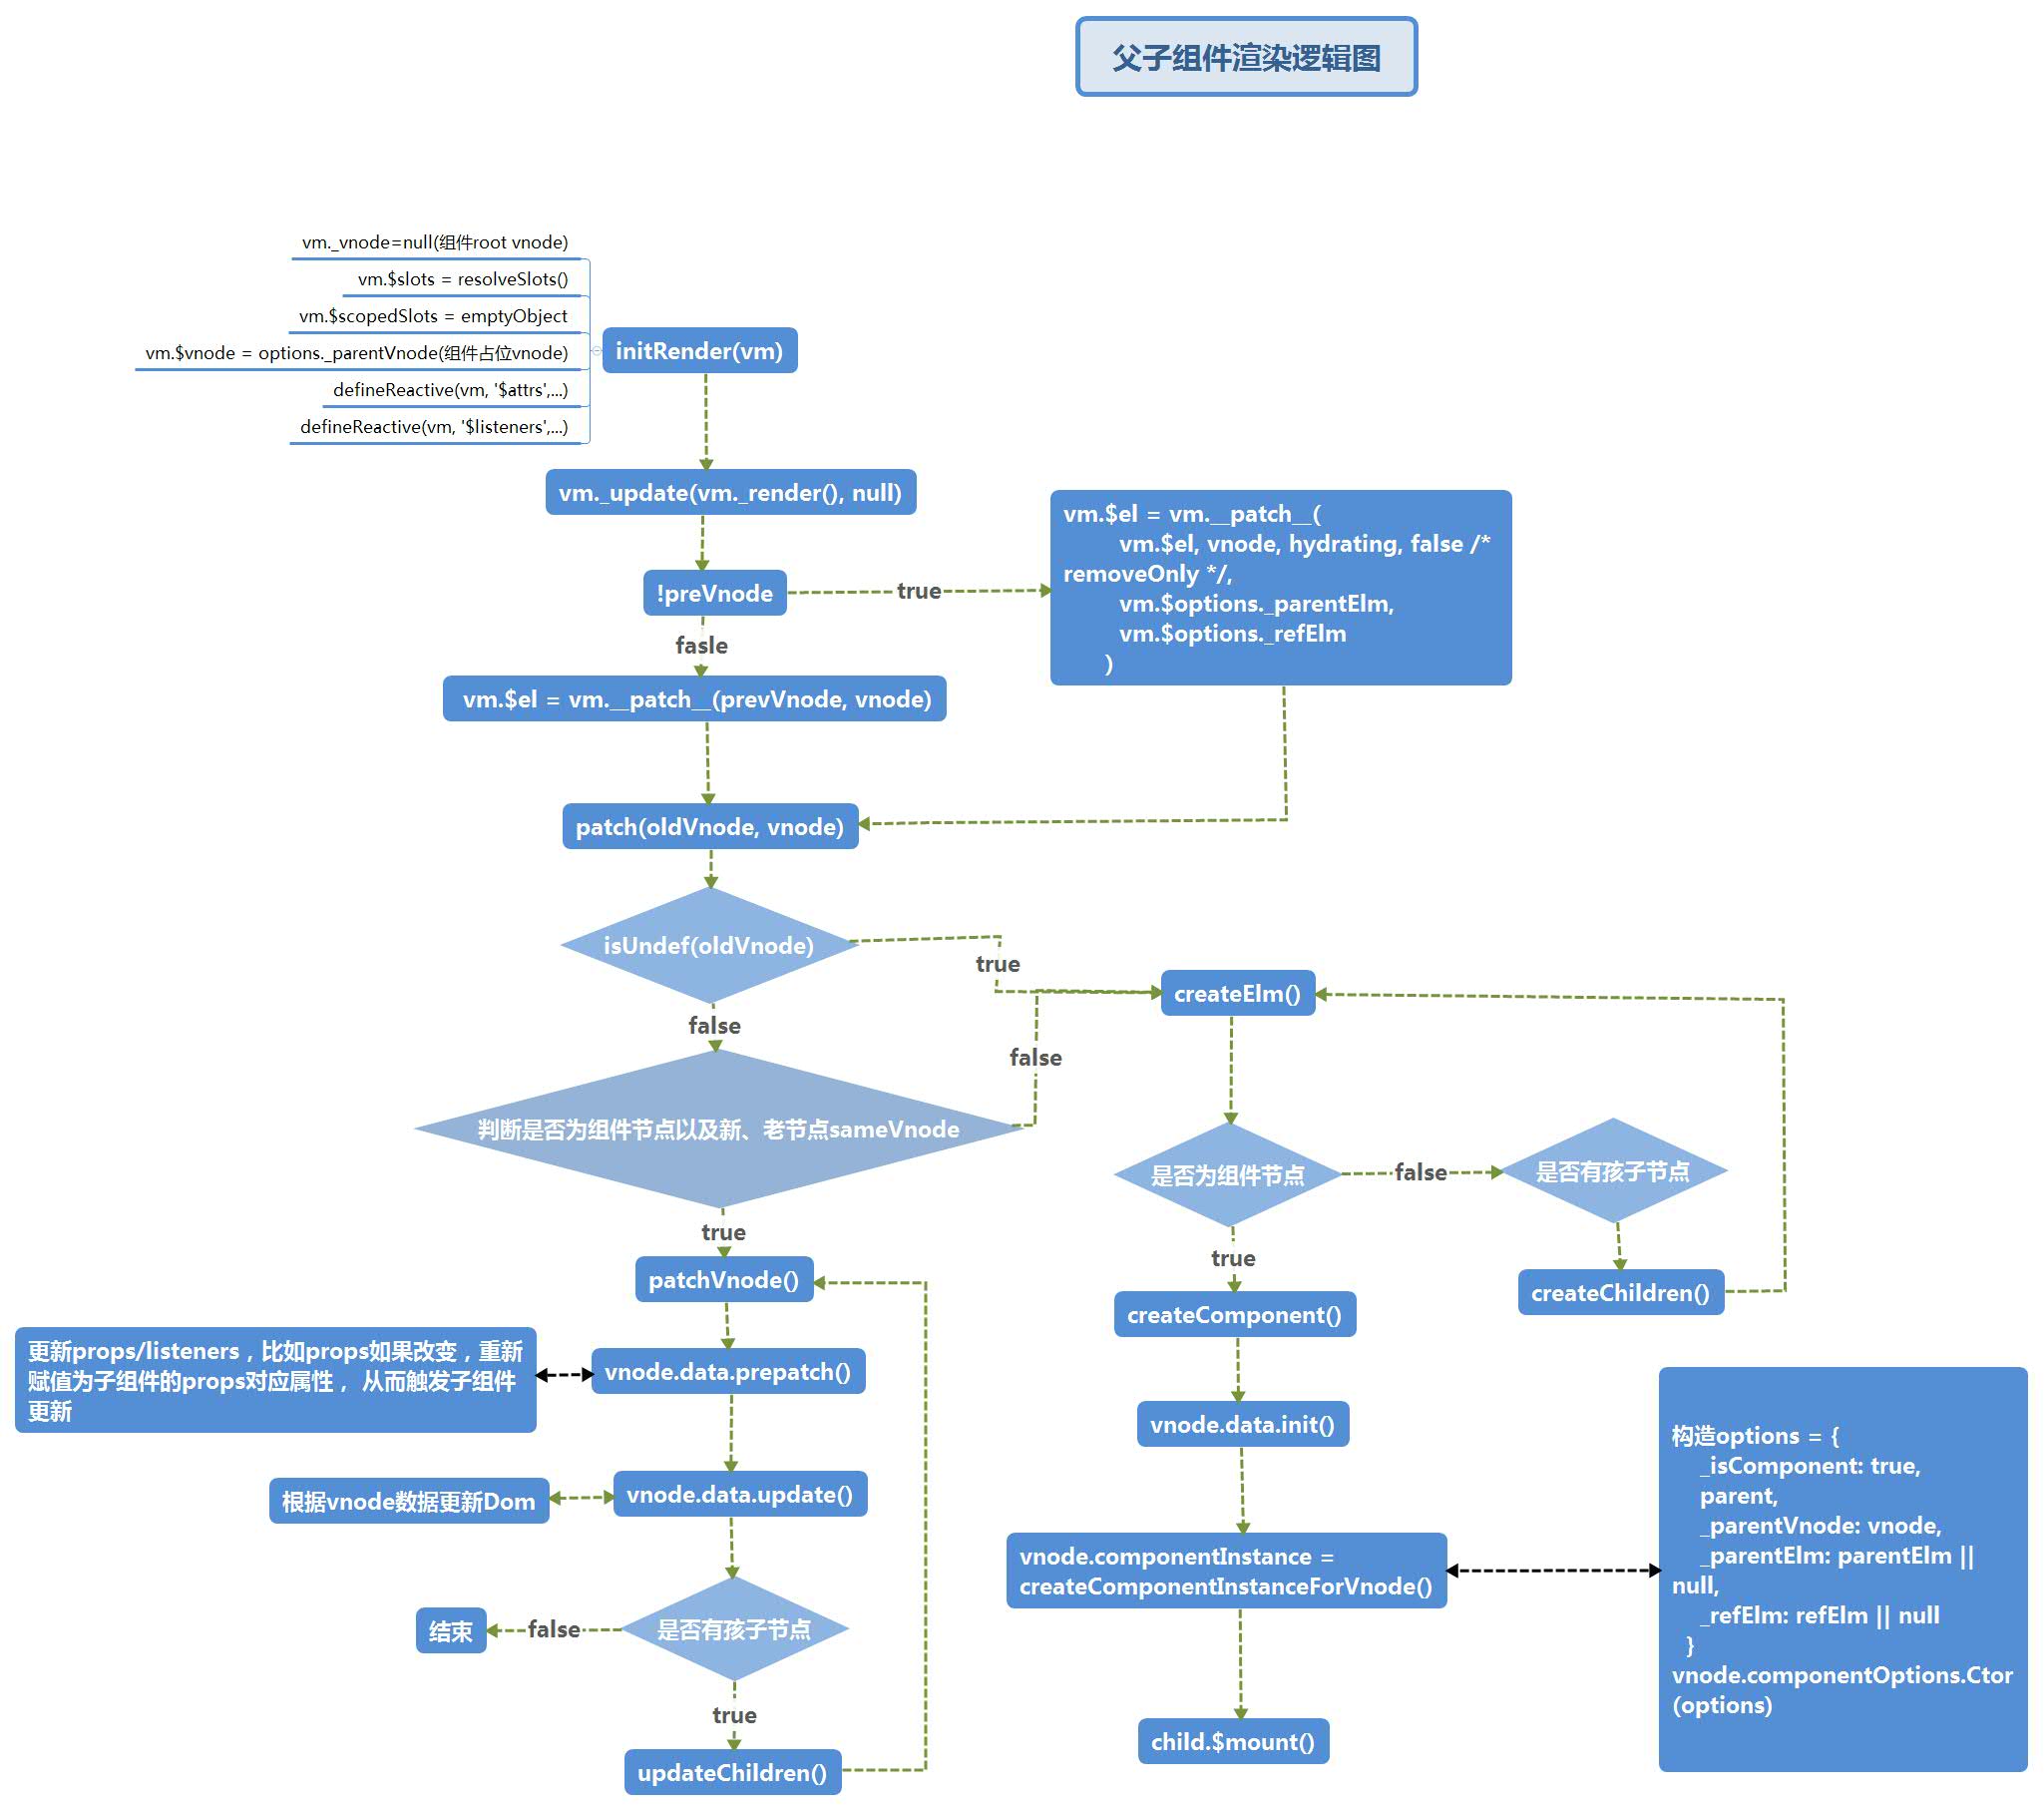 父子组件渲染逻辑图
vm._vnode=null(组件root vnode)
vm.$slots = resolveSlots()
vm.$scopedSlots = emptyObject
vm.$vnode = options._parentVnode(组件占位vnode)
defineReactive(vm, '$attrs',...)
defineReactive(vm, '$listeners',...)
initRender(vm)
vm._update(vm._render(), null)
!preVnode
true
vm.$el = vm.__patch__(
vm.$el, vnode, hydrating, false /*
removeOnly */,
vm.$options._parentElm,
vm.$options._refElm
)
fasle
vm.$el = vm.__patch__(prevVnode, vnode)
patch(oldVnode, vnode)
isUndef(oldVnode)
true
false
createElm()
false
判断是否为组件节点以及新、老节点sameVnode
是否为组件节点
false
是否有孩子节点
true
true
patchVnode()
createComponent()
createChildren()
更新props/listeners，比如props如果改变，重新
赋值为子组件的props对应属性， 从而触发子组件
更新
vnode.data.prepatch()
vnode.data.init()
根据vnode数据更新Dom
vnode.data.update()
vnode.componentInstance =
createComponentInstanceForVnode()
构造options = {
_isComponent: true,
parent,
_parentVnode: vnode,
_parentElm: parentElm ||
null,
_refElm: refElm || null
}
vnode.componentOptions.Ctor
(options)
结束
false
是否有孩子节点
true
updateChildren()
child.$mount()